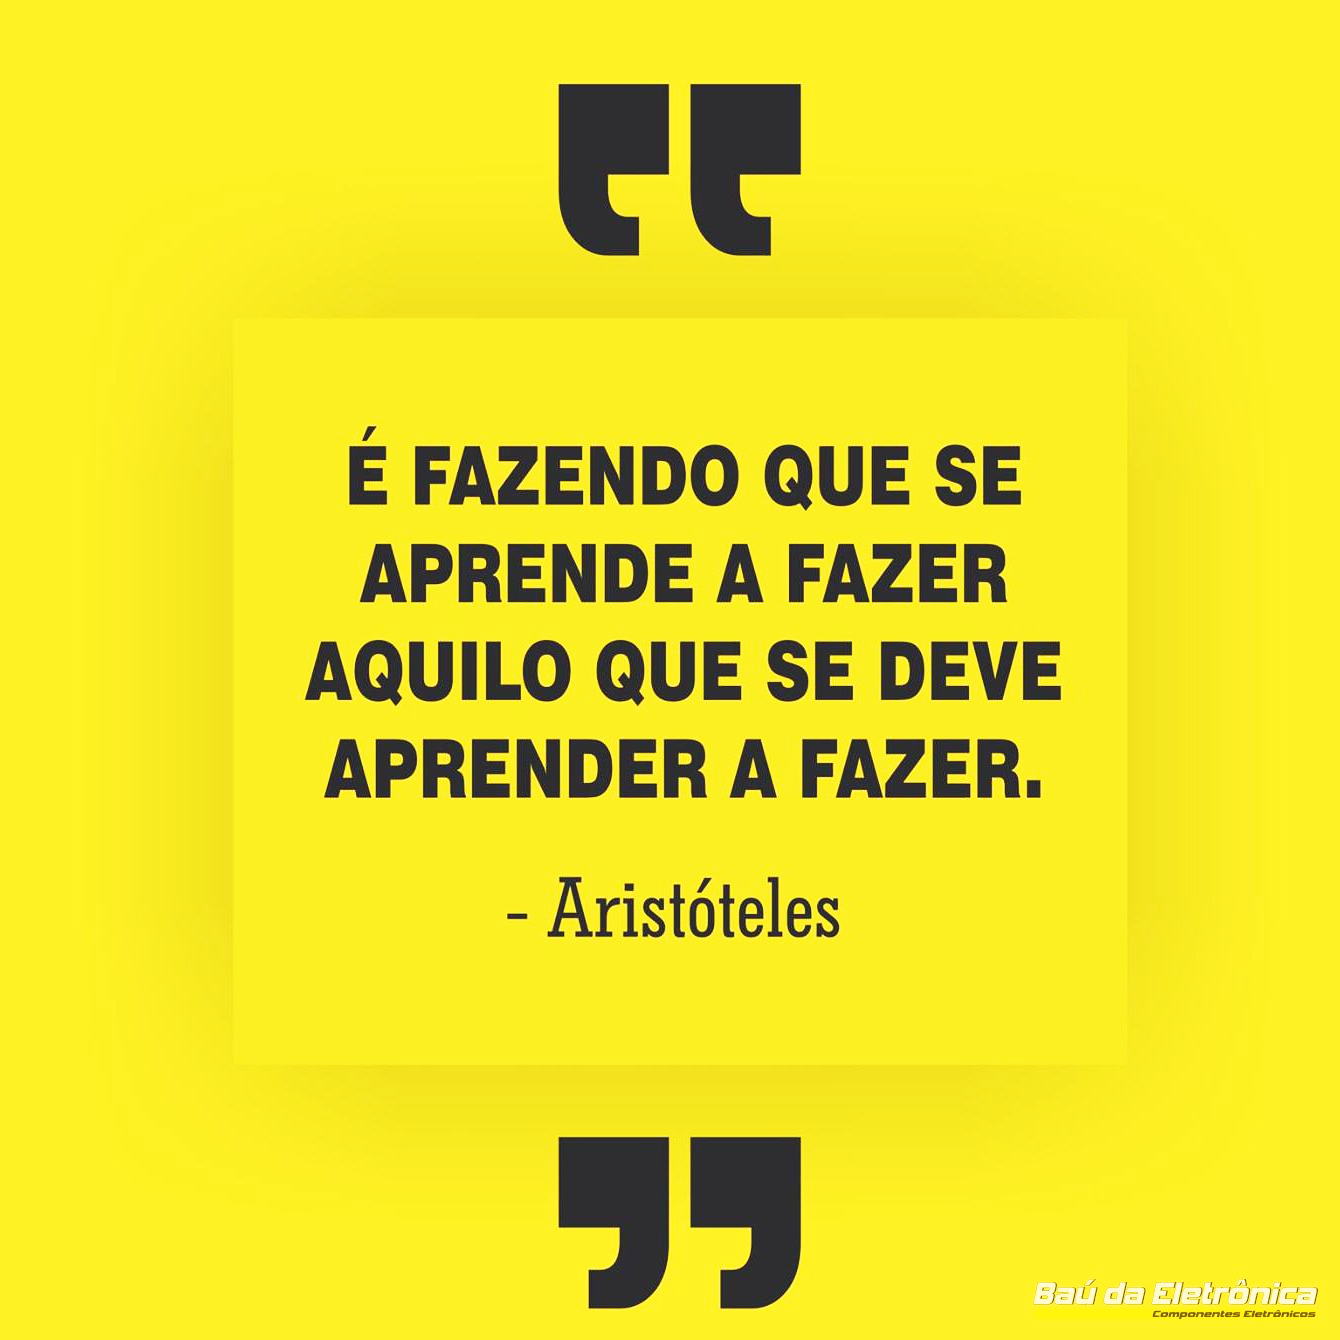 É FAZENDO QUE SE
APRENDE A FAZER
AQUILO QUE SE DEVE
APRENDER A FAZER.
- Aristóteles
Baú da Eletrônica
Componentes Eletrônicos